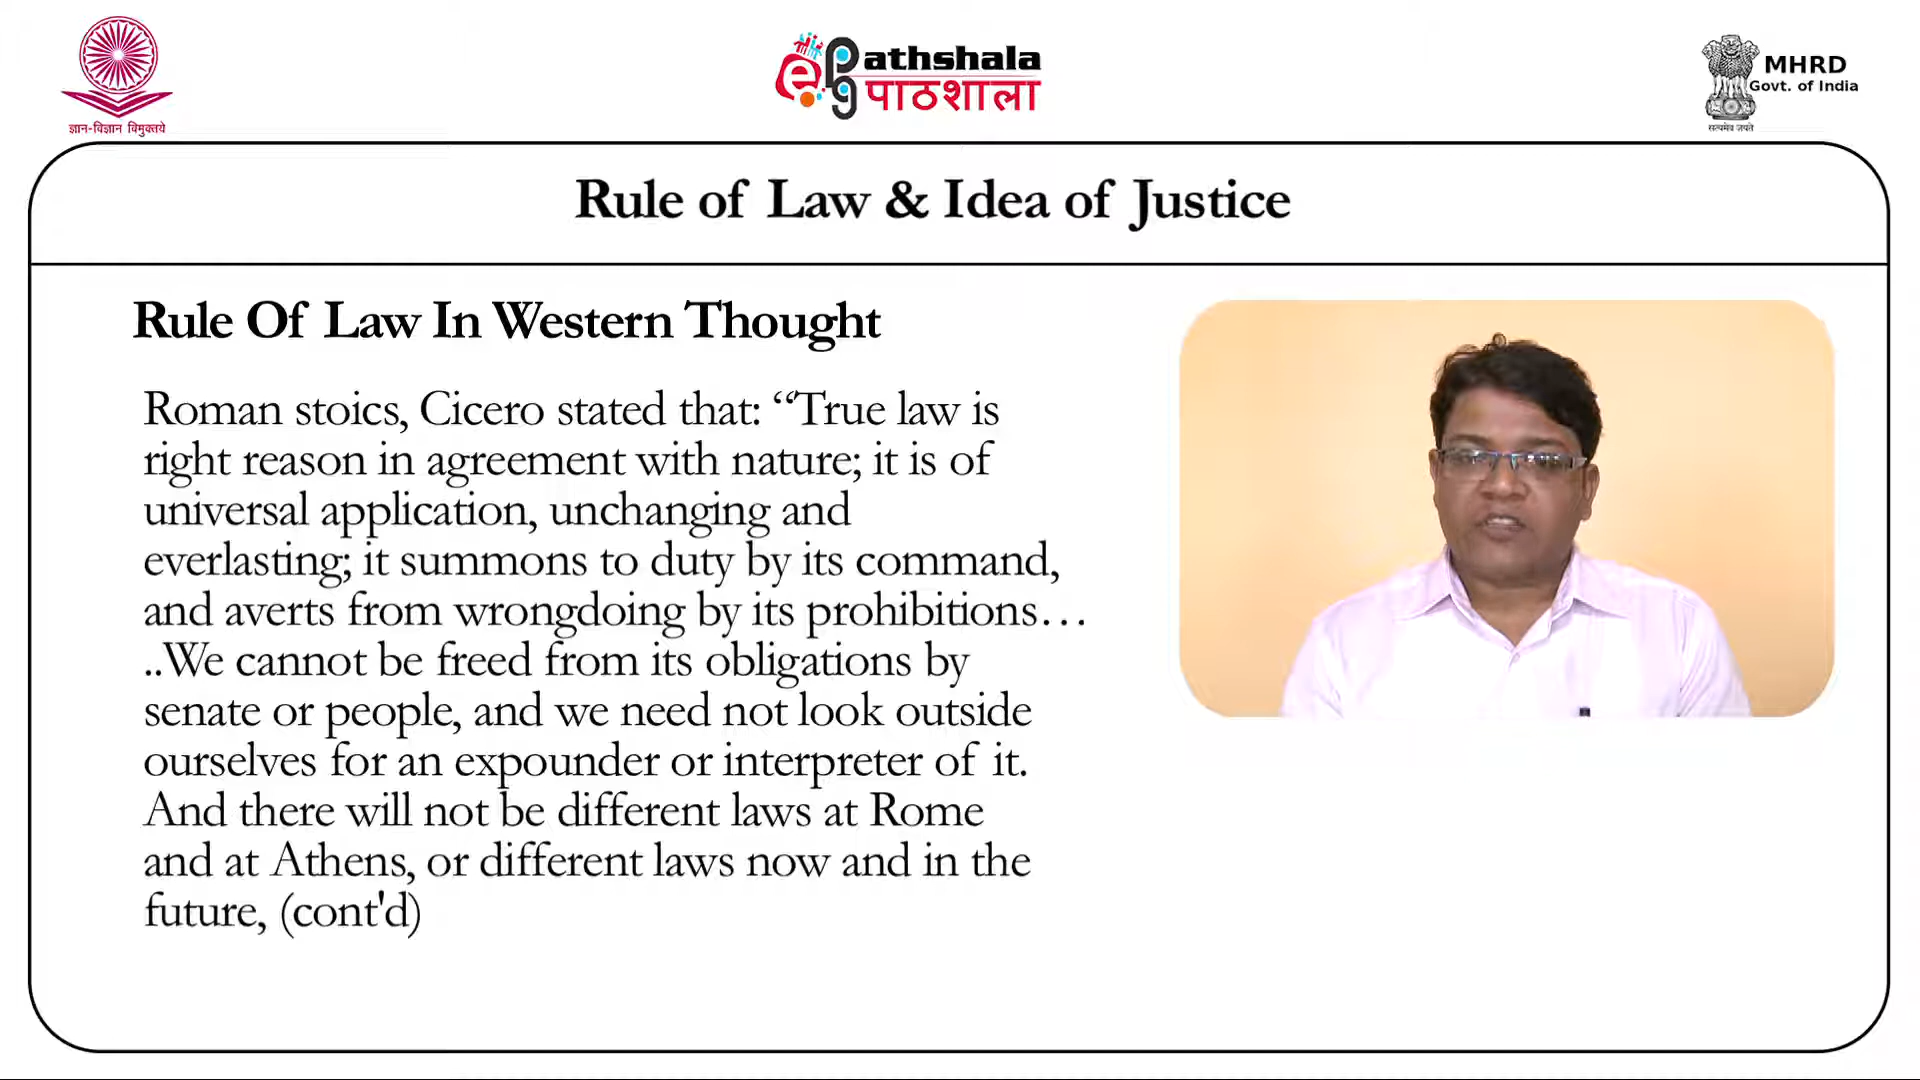 ज्ञान-विज्ञान विमुक्तये
ePathshala
पाठशाला
MHRD
Govt. of India
सत्यमेव जयते
Rule of Law & Idea of Justice
Rule Of Law In Western Thought
Roman stoics, Cicero stated that: “True law is
right reason in agreement with nature; it is of
universal application, unchanging and
everlasting; it summons to duty by its command,
and averts from wrongdoing by its prohibitions…
..We cannot be freed from its obligations by
senate or people, and we need not look outside
ourselves for an expounder or interpreter of it.
And there will not be different laws at Rome
and at Athens, or different laws now and in the
future, (cont'd)